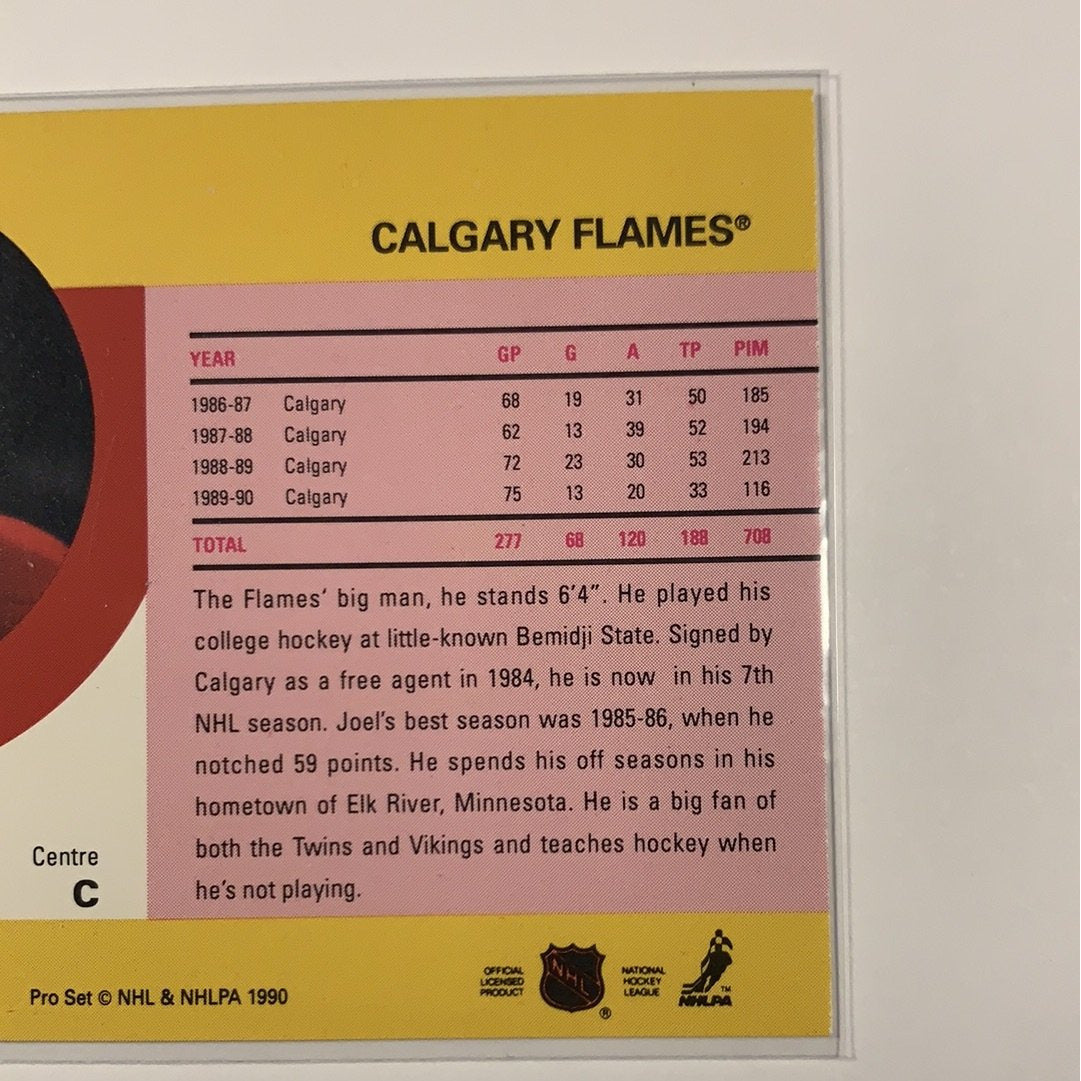 CALGARY FLAMES®
YEAR GP G A TP PIM
1986-87 Calgary 68 19 31 50 185
1987-88 Calgary 62 13 39 52 194
1988-89 Calgary 72 23 30 53 213
1989-90 Calgary 75 13 20 33 116
TOTAL 277 68 120 188 708
The Flames' big man, he stands 6'4". He played his
college hockey at little-known Bemidji State. Signed by
Calgary as a free agent in 1984, he is now in his 7th
NHL season. Joel's best season was 1985-86, when he
notched 59 points. He spends his off seasons in his
hometown of Elk River, Minnesota. He is a big fan of
both the Twins and Vikings and teaches hockey when
he's not playing.
Centre
C
Pro Set © NHL & NHLPA 1990
OFFICIAL
LICENSED
PRODUCT
NHL
®
NATIONAL
HOCKEY
LEAGUE
TM
NHLPA